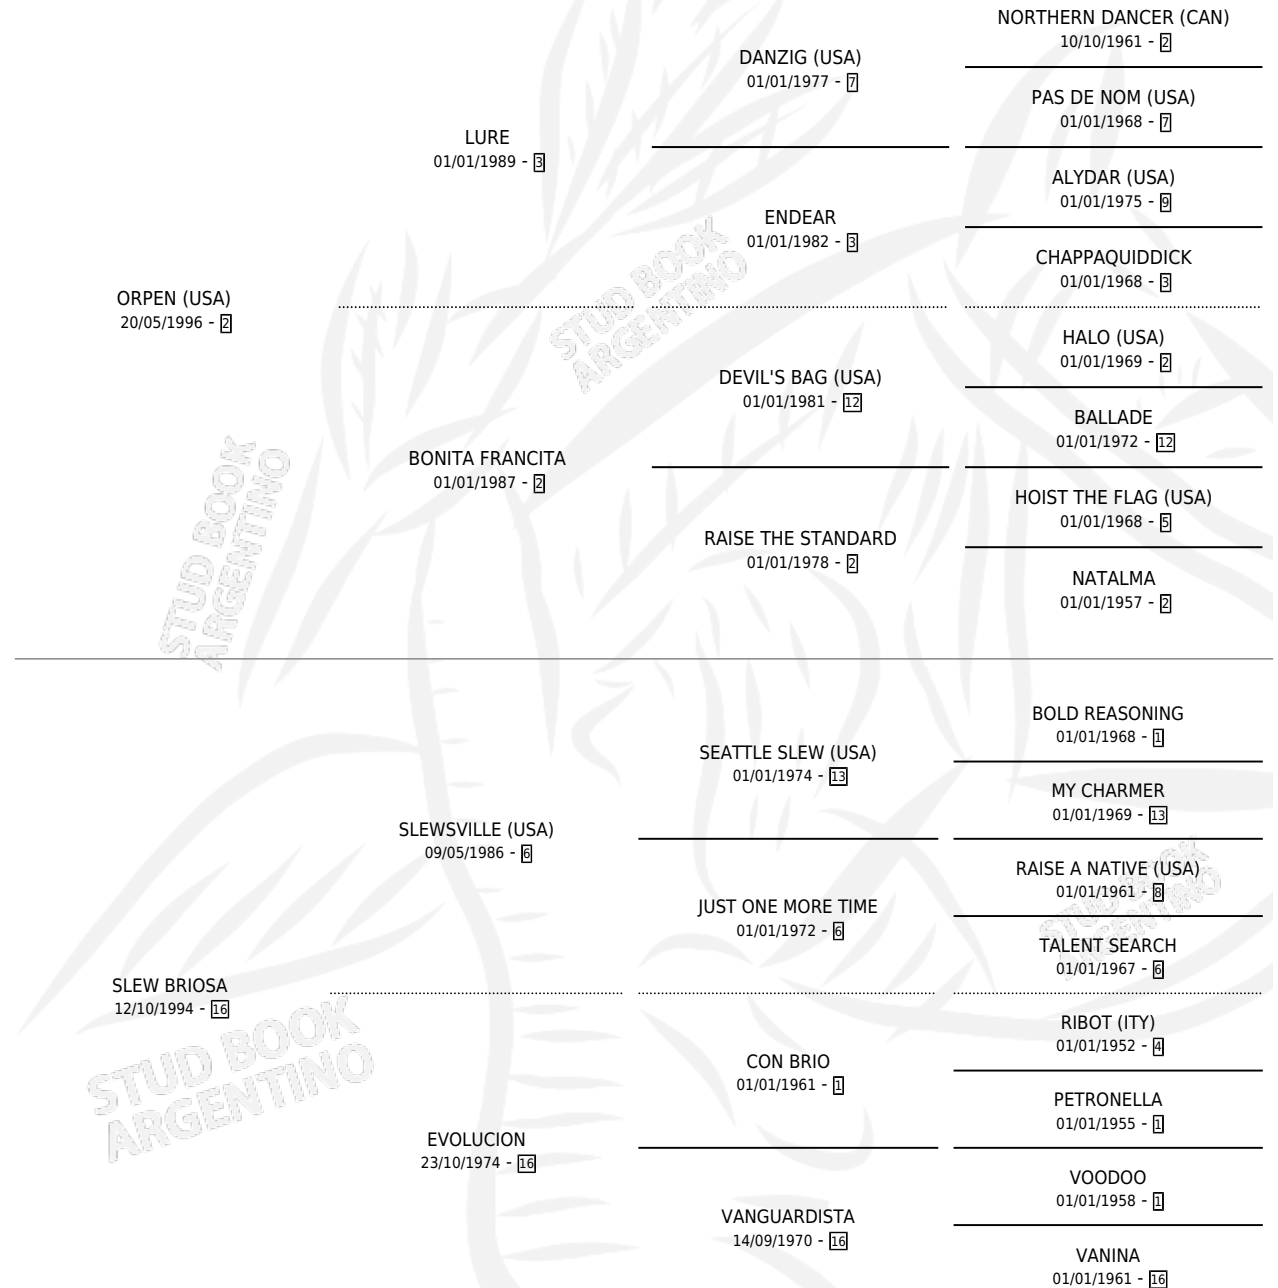 NORTHERN DANCER (CAN)
10/10/1961 - 2
DANZIG (USA)
01/01/1977 - 7
PAS DE NOM (USA)
01/01/1968 - 7
LURE
01/01/1989 - 3
ALYDAR (USA)
01/01/1975 - 9
ENDEAR
01/01/1982 - 3
CHAPPAQUIDDICK
01/01/1968 - 3
ORPEN (USA)
20/05/1996 - 2
HALO (USA)
01/01/1969 - 2
DEVIL'S BAG (USA)
01/01/1981 - 12
BALLADE
01/01/1972 - 12
BONITA FRANCITA
01/01/1987 - 2
HOIST THE FLAG (USA)
01/01/1968 - 5
RAISE THE STANDARD
01/01/1978 - 2
NATALMA
01/01/1957 - 2
BOLD REASONING
01/01/1968 - 1
SEATTLE SLEW (USA)
01/01/1974 - 13
MY CHARMER
01/01/1969 - 13
SLEWSVILLE (USA)
09/05/1986 - 6
RAISE A NATIVE (USA)
01/01/1961 - 8
JUST ONE MORE TIME
01/01/1972 - 6
TALENT SEARCH
01/01/1967 - 6
SLEW BRIOSA
12/10/1994 - 16
RIBOT (ITY)
01/01/1952 - 4
CON BRIO
01/01/1961 - 1
PETRONELLA
01/01/1955 - 1
EVOLUCION
23/10/1974 - 16
VOODOO
01/01/1958 - 1
VANGUARDISTA
14/09/1970 - 16
VANINA
01/01/1961 - 16
STUD BOOK
ARGENTINO
STUD BOOK
ARGENTINO
STUD BOOK
ARGENTINO
STUD BOOK
ARGENTINO